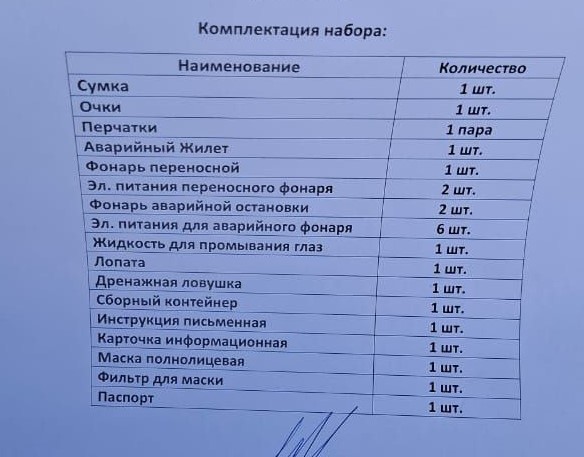 Комплектация набора:
Наименование Количество
Сумка 1 шт.
Очки 1 шт.
Перчатки 1 пара
Аварийный Жилет 1 шт.
Фонарь переносной 1 шт.
Эл. питания переносного фонаря 2 шт.
Фонарь аварийной остановки 2 шт.
Эл. питания для аварийного фонаря 6 шт.
Жидкость для промывания глаз 1 шт.
Лопата 1 шт.
Дренажная ловушка 1 шт.
Сборный контейнер 1 шт.
Инструкция письменная 1 шт.
Карточка информационная 1 шт.
Маска полнолицевая 1 шт.
Фильтр для маски 1 шт.
Паспорт 1 шт.